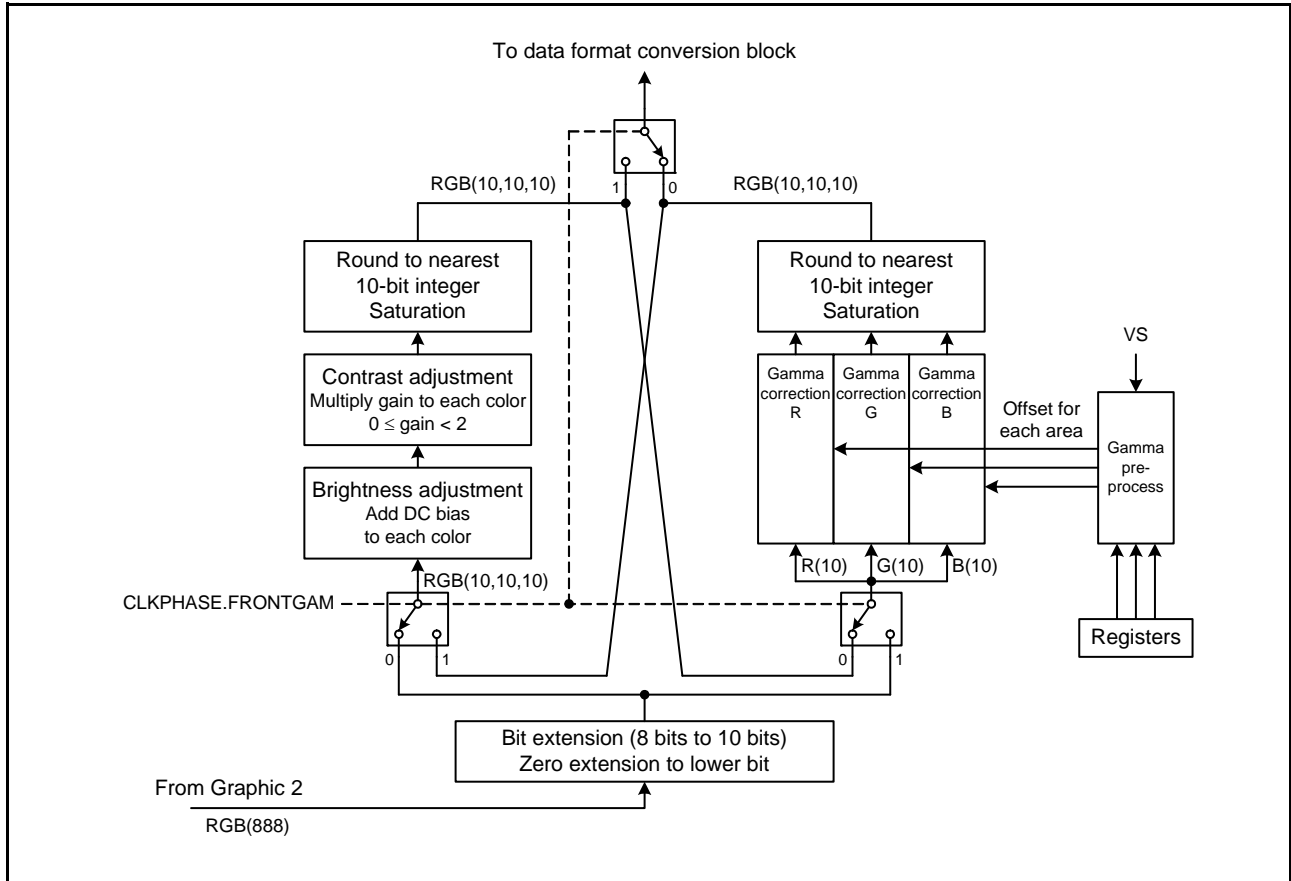 To data format conversion block
1
0
RGB(10,10,10)
RGB(10,10,10)
Round to nearest
10-bit integer
Saturation
Round to nearest
10-bit integer
Saturation
VS
Contrast adjustment
Multiply gain to each color
0 ≤ gain < 2
Gamma
correction
R
Gamma
correction
G
Gamma
correction
B
Offset for
each area
Gamma
pre-
process
Brightness adjustment
Add DC bias
to each color
R(10)
G(10)
B(10)
RGB(10,10,10)
CLKPHASE.FRONTGAM
0
1
0
1
Registers
Bit extension (8 bits to 10 bits)
Zero extension to lower bit
From Graphic 2
RGB(888)